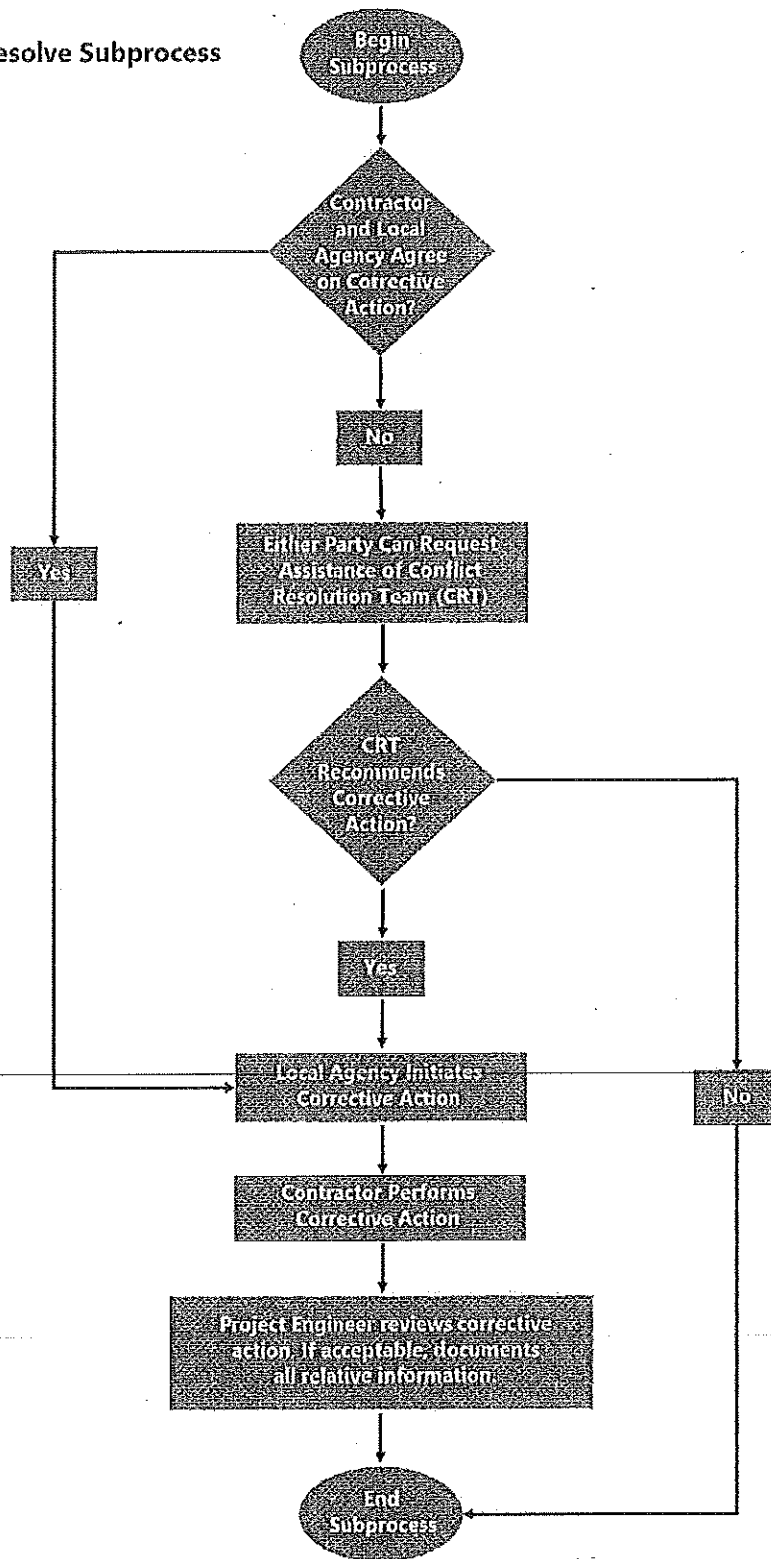 esolve Subprocess
Begin
Subprocess
Contractor
and Local
Agency Agree
on Corrective
Action?
No
Yes
Either Party Can Request
Assistance of Conflict
Resolution Team (CRT)
CRT
Recommends
Corrective
Action?
Yes
Local Agency Initiates
Corrective Action
No
Contractor Performs
Corrective Action
Project Engineer reviews corrective
action. If acceptable, documents
all relative information.
End
Subprocess